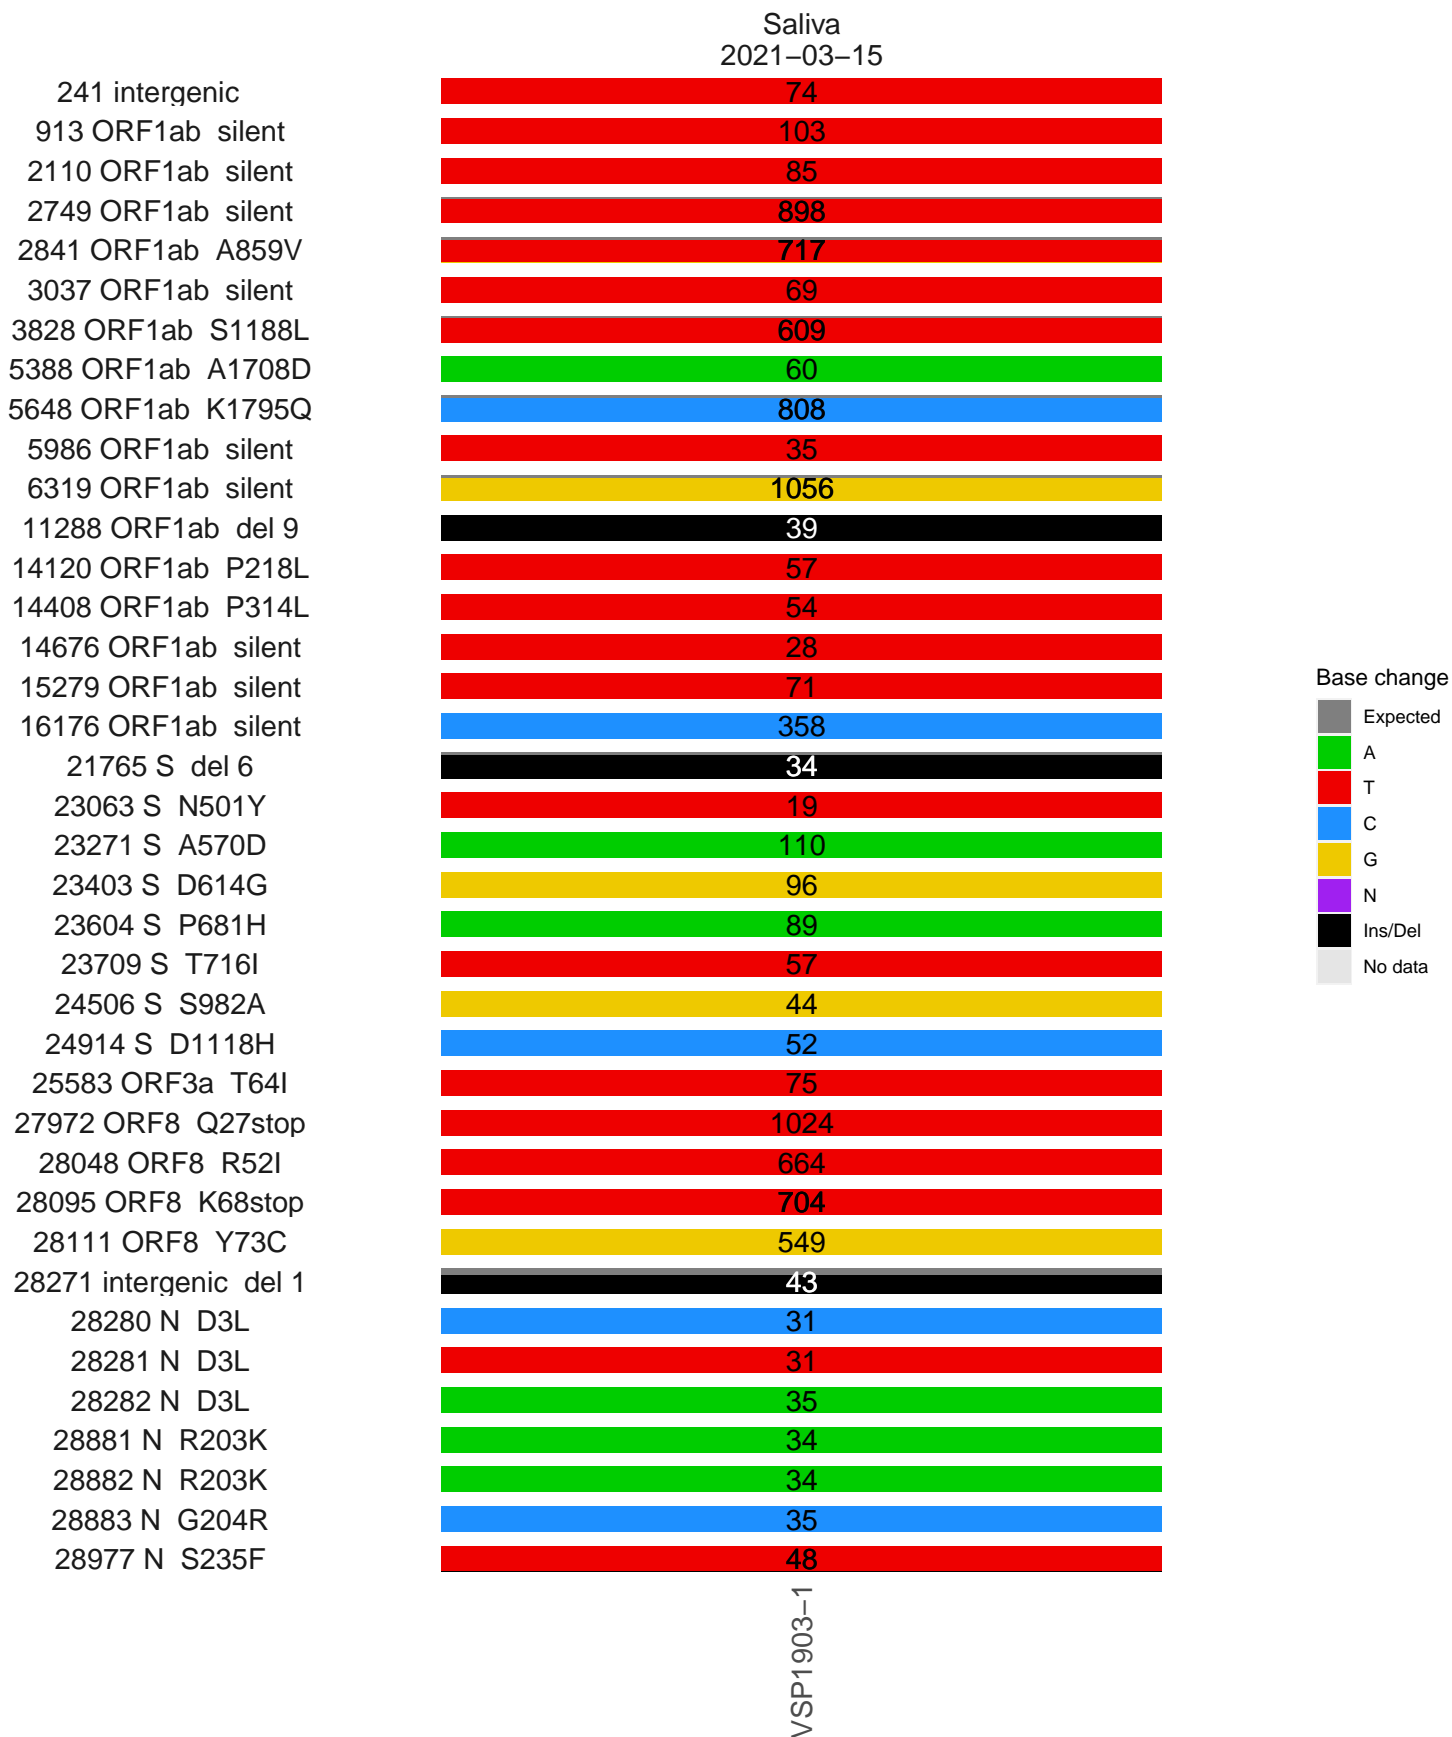 Saliva
2021−03−15
241 intergenic 74
913 ORF1ab silent 103
2110 ORF1ab silent 85
2749 ORF1ab silent 898
2841 ORF1ab A859V 717
3037 ORF1ab silent 69
3828 ORF1ab S1188L 609
5388 ORF1ab A1708D 60
5648 ORF1ab K1795Q 808
5986 ORF1ab silent 35
6319 ORF1ab silent 1056
11288 ORF1ab del 9 39
14120 ORF1ab P218L 57
14408 ORF1ab P314L 54
14676 ORF1ab silent 28
15279 ORF1ab silent 71
16176 ORF1ab silent 358
21765 S del 6 34
23063 S N501Y 19
23271 S A570D 110
23403 S D614G 96
23604 S P681H 89
23709 S T716I 57
24506 S S982A 44
24914 S D1118H 52
25583 ORF3a T64I 75
27972 ORF8 Q27stop 1024
28048 ORF8 R52I 664
28095 ORF8 K68stop 704
28111 ORF8 Y73C 549
28271 intergenic del 1 43
28280 N D3L 31
28281 N D3L 31
28282 N D3L 35
28881 N R203K 34
28882 N R203K 34
28883 N G204R 35
28977 N S235F 48
VSP1903−1
Base change
Expected
A
T
C
G
N
Ins/Del
No data